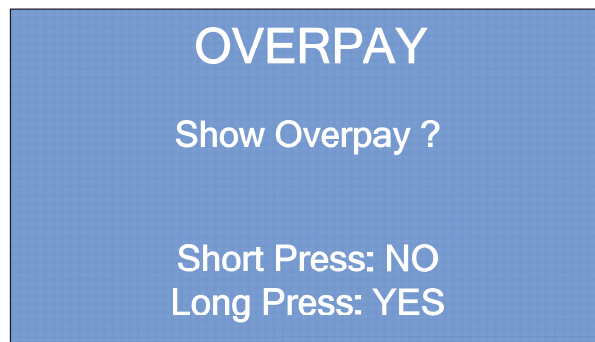 OVERPAY
Show Overpay ?
Short Press: NO
Long Press: YES